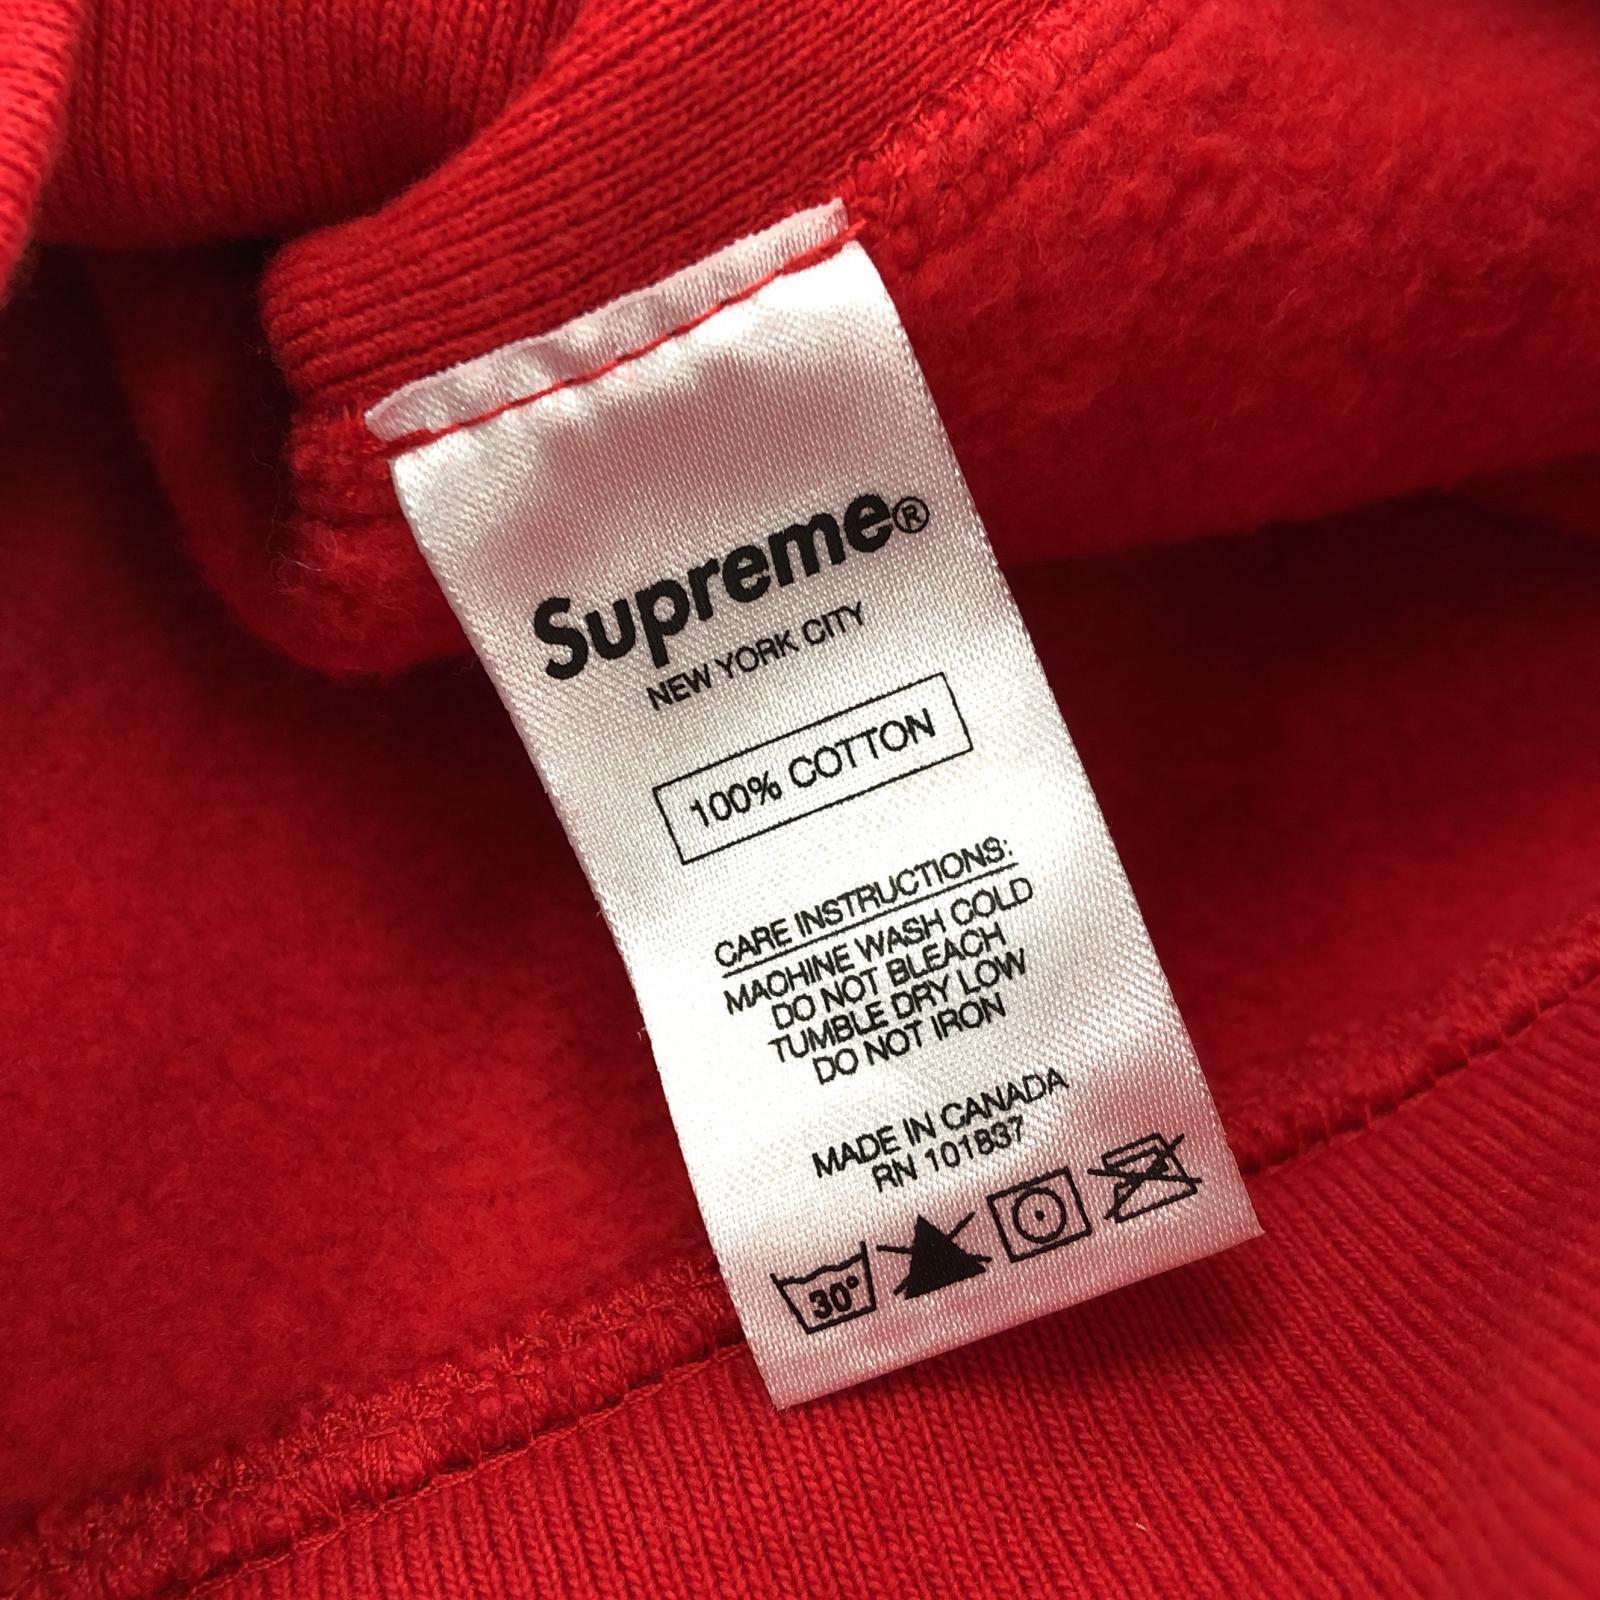 Supreme®
NEW YORK CITY
100% COTTON
CARE INSTRUCTIONS:
MACHINE WASH COLD
DO NOT BLEACH
TUMBLE DRY LOW
DO NOT IRON
MADE IN CANADA
RN 101837
30°